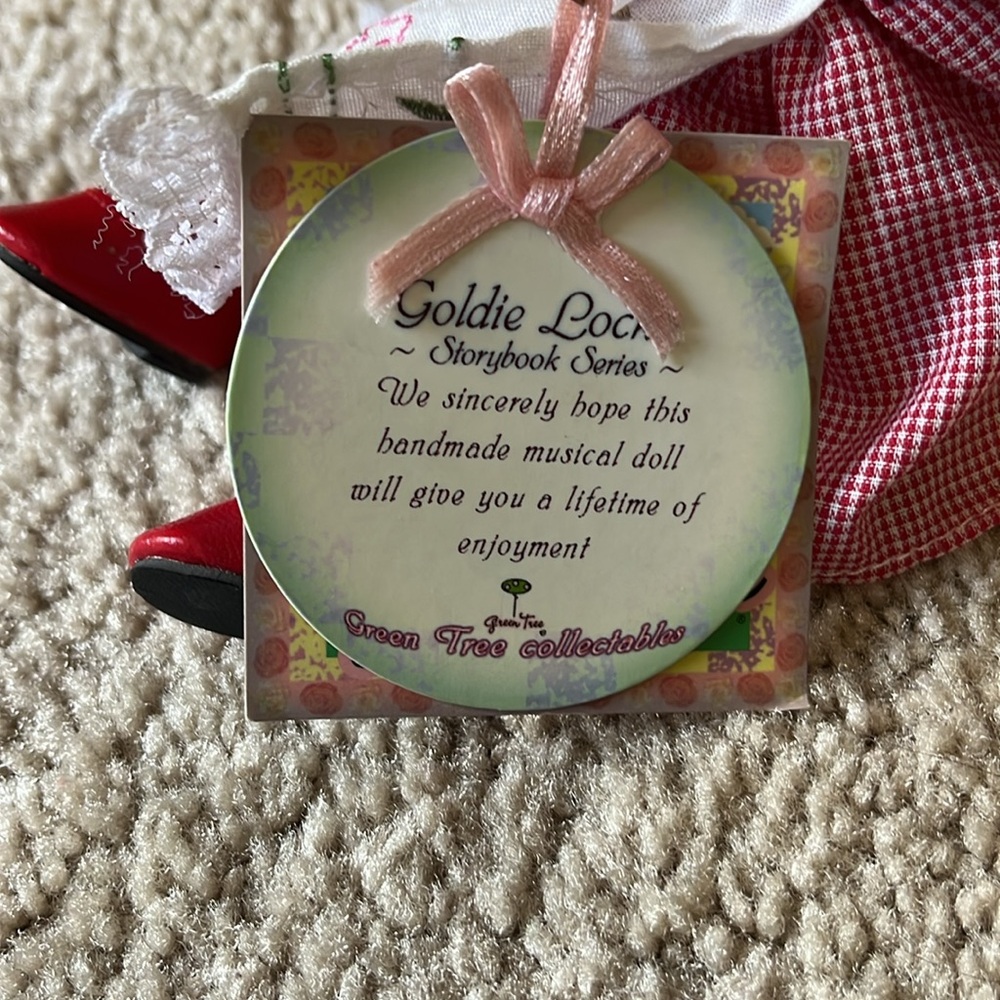 Goldie
~ Storybook Series ~
We sincerely hope this
handmade musical doll
will give you a lifetime of
enjoyment
Green Tree
Green Tree collectables